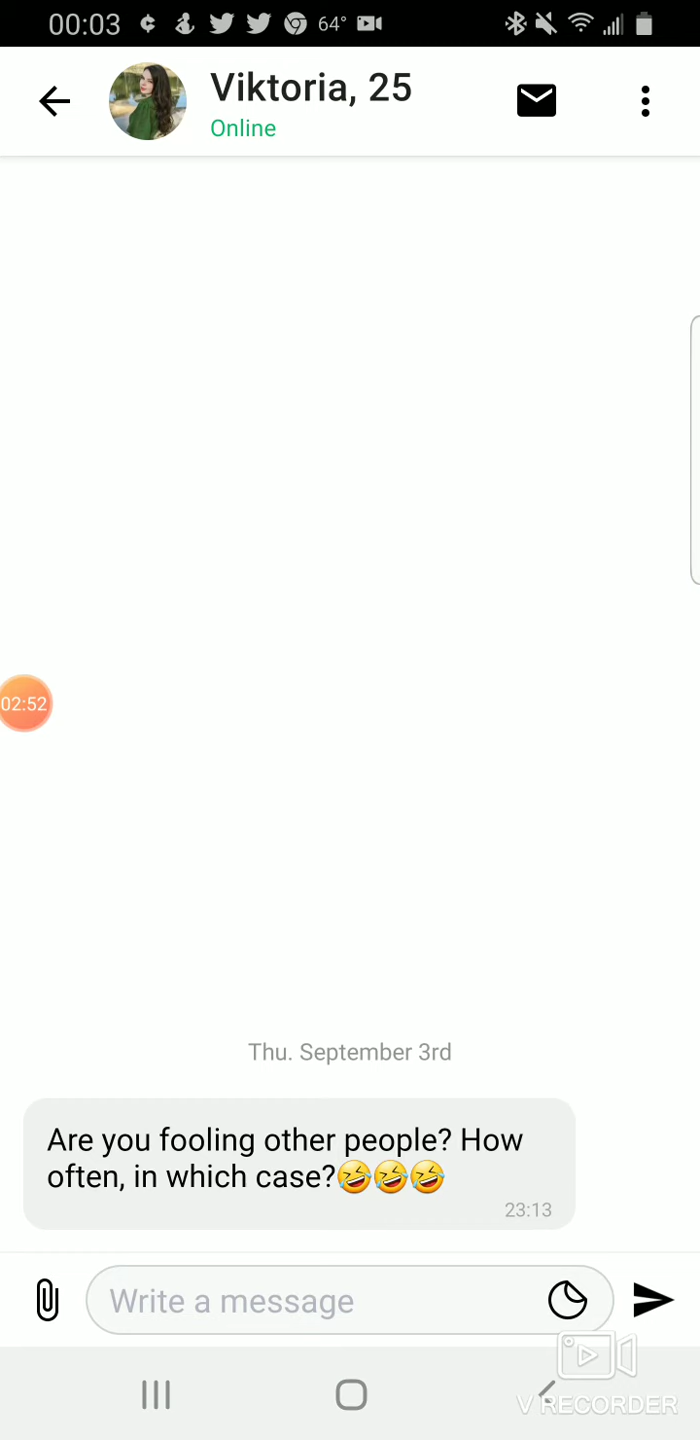 00:03 64°
Viktoria, 25
Online
02:52
Thu. September 3rd
Are you fooling other people? How
often, in which case?🤣🤣🤣
23:13
Write a message
V RECORDER